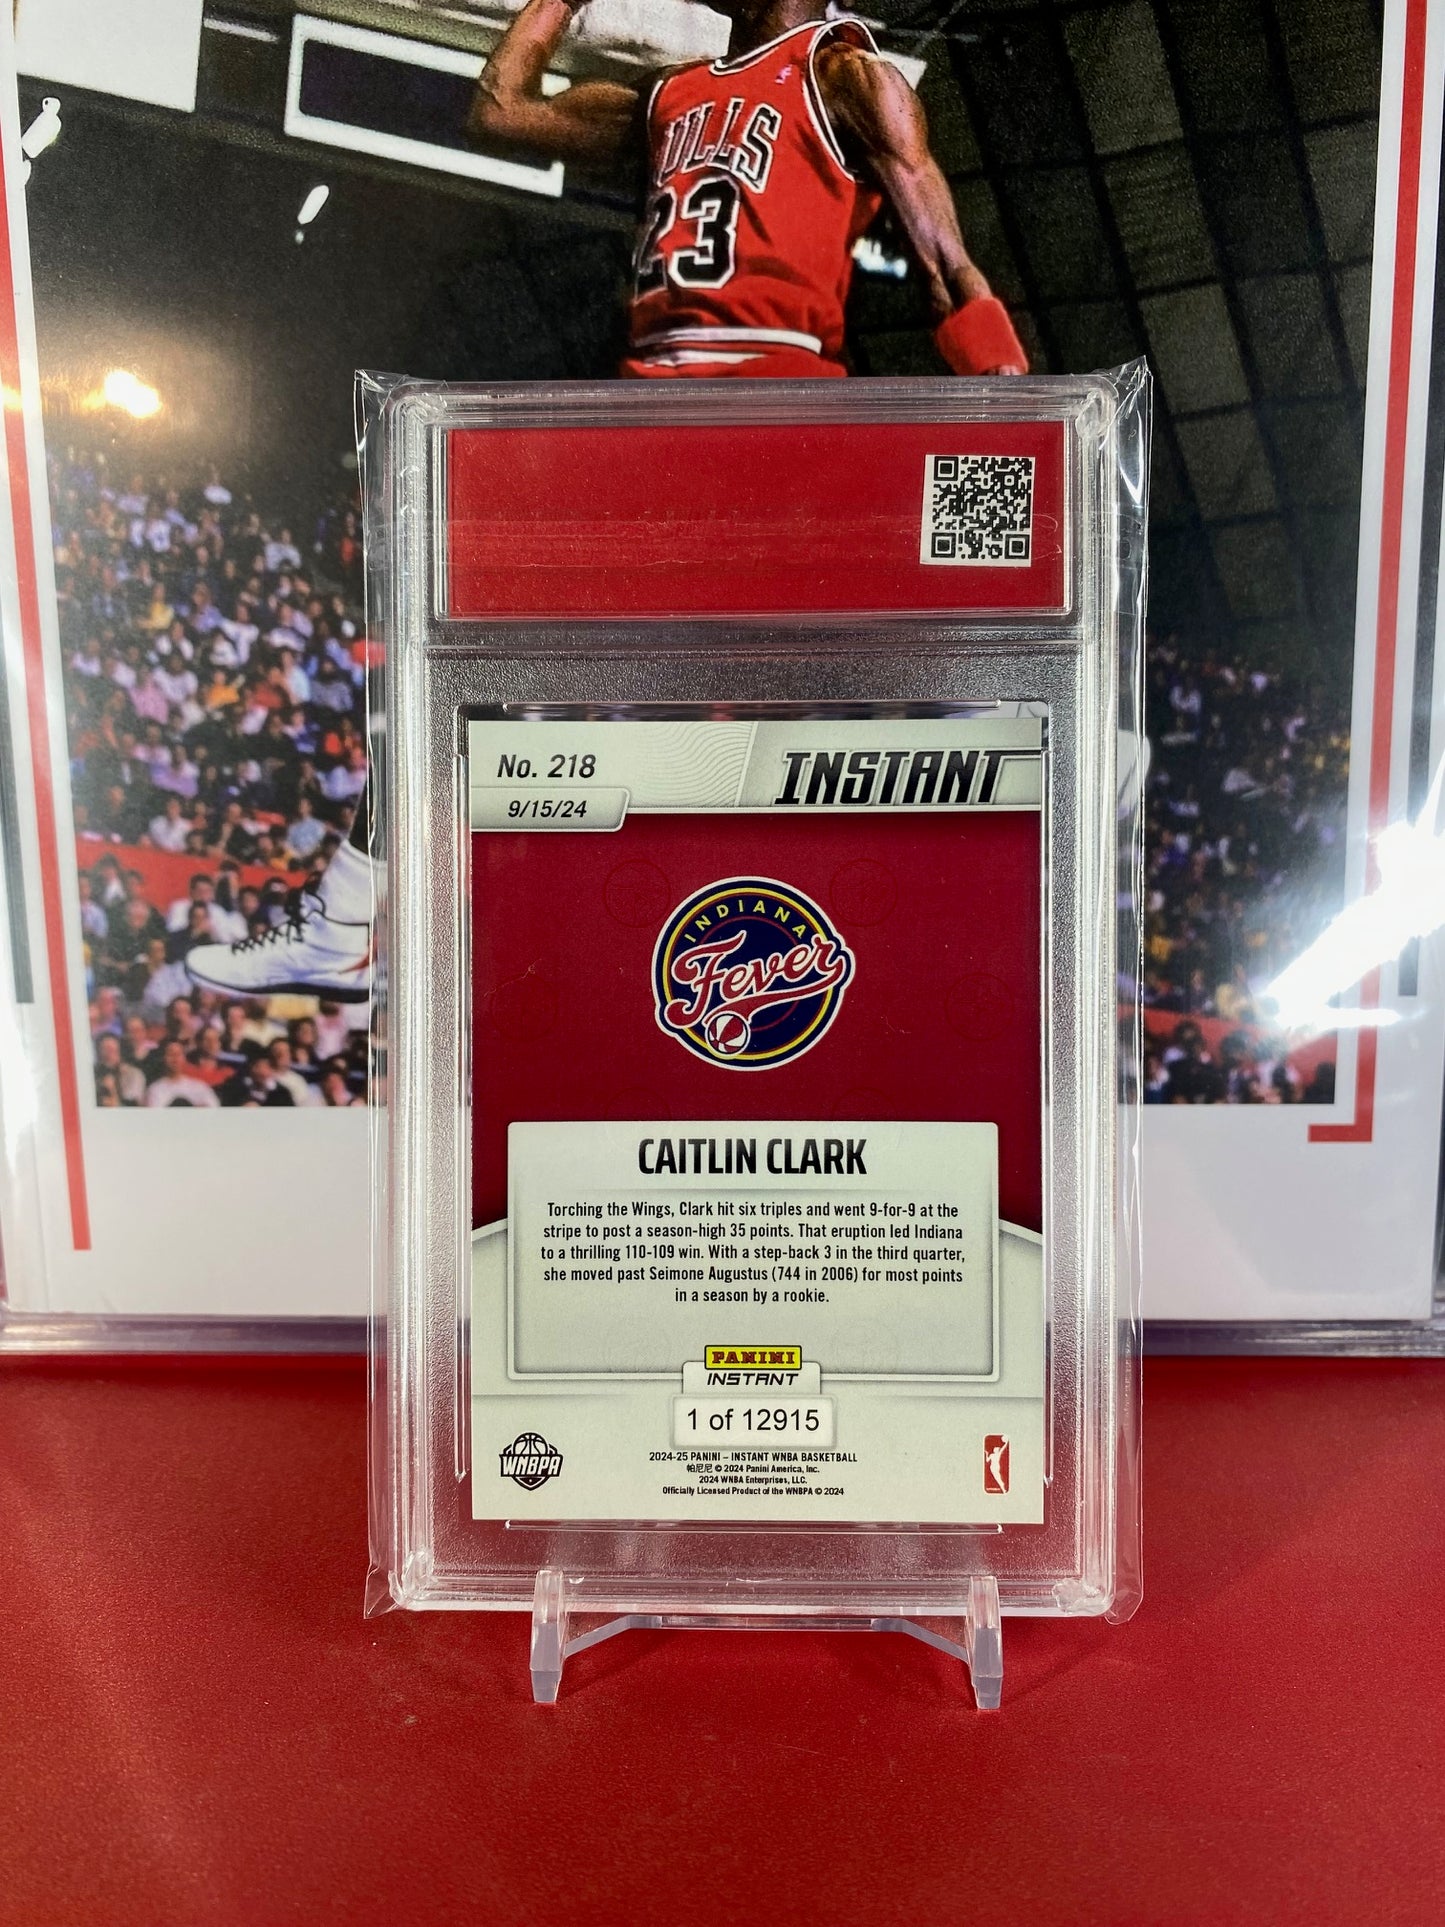 BULLS
23
No. 218
INSTANT
9/15/24
INDIANA
Fever
CAITLIN CLARK
Torching the Wings, Clark hit six triples and went 9-for-9 at the
stripe to post a season-high 35 points. That eruption led Indiana
to a thrilling 110-109 win. With a step-back 3 in the third quarter,
she moved past Seimone Augustus (744 in 2006) for most points
in a season by a rookie.
PANINI
INSTANT
1 of 12915
WNBPA
2024-25 PANINI – INSTANT WNBA BASKETBALL
帕尼尼 © 2024 Panini America, Inc.
2024 WNBA Enterprises, LLC.
Officially Licensed Product of the WNBPA © 2024